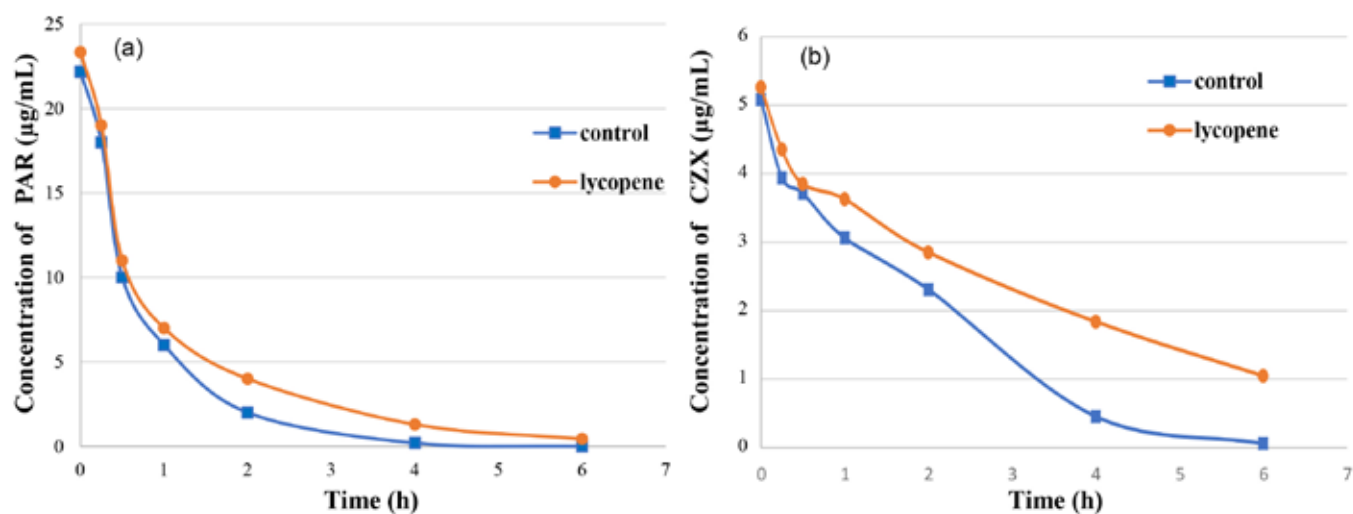 (a)
Concentration of PAR (μg/mL)
25
20
15
10
5
0
control
lycopene
0 1 2 3 4 5 6 7
Time (h)
(b)
Concentration of CZX (μg/mL)
6
5
4
3
2
1
0
control
lycopene
0 1 2 3 4 5 6 7
Time (h)